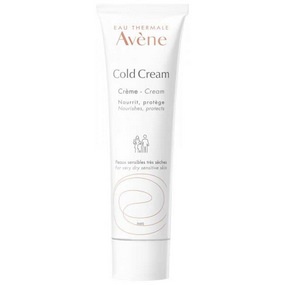 EAU THERMALE
Avène
Cold Cream
Crème - Cream
Nourrit, protège
Nourishes, protects
Peaux sensibles très sèches
For very dry sensitive skin